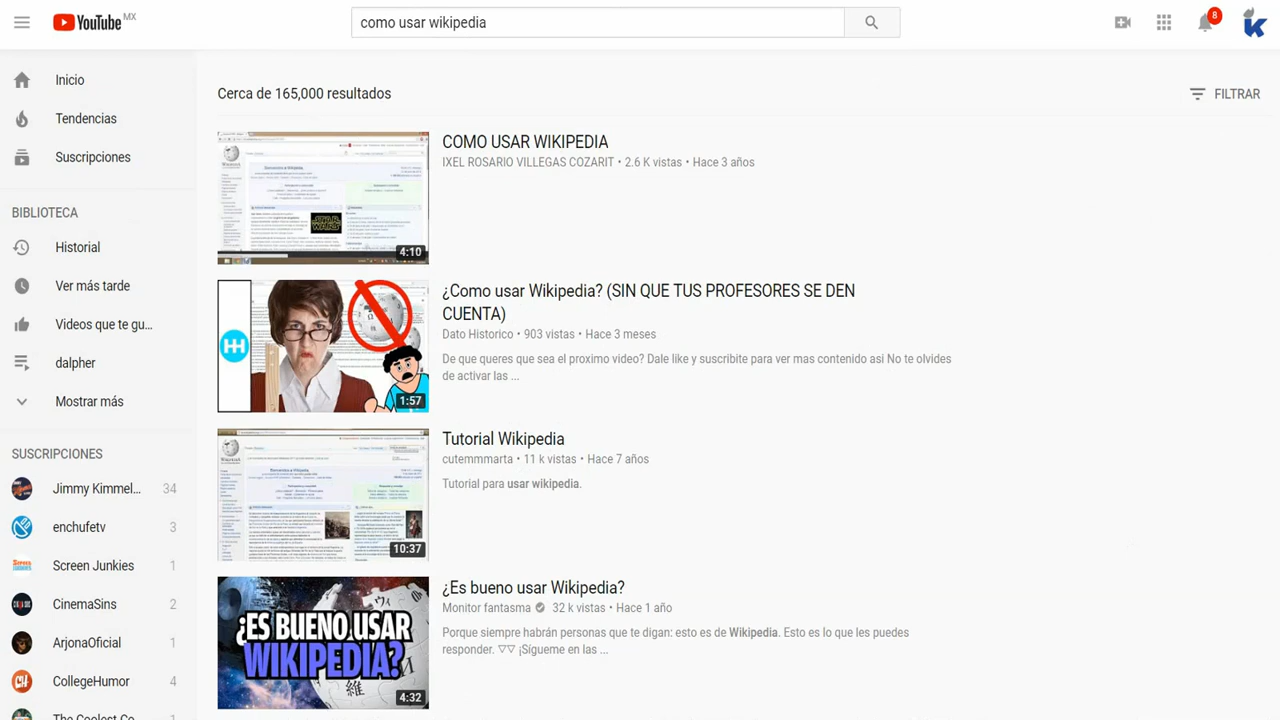 YouTube MX
como usar wikipedia
8
Inicio
Tendencias
Suscripciones
BIBLIOTECA
Historial
Ver más tarde
Videos que te gu...
dabid
Mostrar más
SUSCRIPCIONES
Jimmy Kimmel 34
enchufetv 3
Screen Junkies 1
CinemaSins 2
ArjonaOficial 1
CollegeHumor 4
The Coolest Co 1
Cerca de 165,000 resultados
FILTRAR
4:10
COMO USAR WIKIPEDIA
IXEL ROSARIO VILLEGAS COZARIT • 2.6 K vistas • Hace 3 años
1:57
¿Como usar Wikipedia? (SIN QUE TUS PROFESORES SE DEN
CUENTA)
Dato Historico • 903 vistas • Hace 3 meses
De que queres que sea el proximo video? Dale like y suscribite para ver mas contenido asi No te olvides
de activar las ...
10:37
Tutorial Wikipedia
cutemmarx • 11 k vistas • Hace 7 años
Tutorial para usar wikipedia.
¿ES BUENO USAR
WIKIPEDIA?
4:32
¿Es bueno usar Wikipedia?
Monitor fantasma 32 k vistas • Hace 1 año
Porque siempre habrán personas que te digan: esto es de Wikipedia. Esto es lo que les puedes
responder. ▽▽ ¡Sígueme en las ...